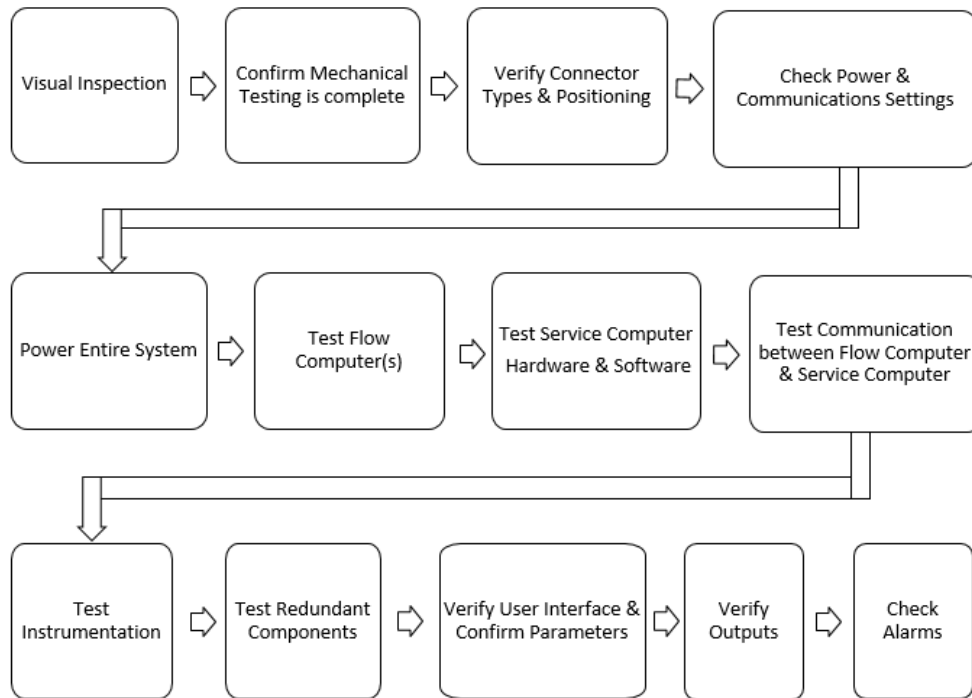 Visual Inspection
Confirm Mechanical
Testing is complete
Verify Connector
Types & Positioning
Check Power &
Communications Settings
Power Entire System
Test Flow
Computer(s)
Test Service Computer
Hardware & Software
Test Communication
between Flow Computer
& Service Computer
Test
Instrumentation
Test Redundant
Components
Verify User Interface &
Confirm Parameters
Verify
Outputs
Check
Alarms